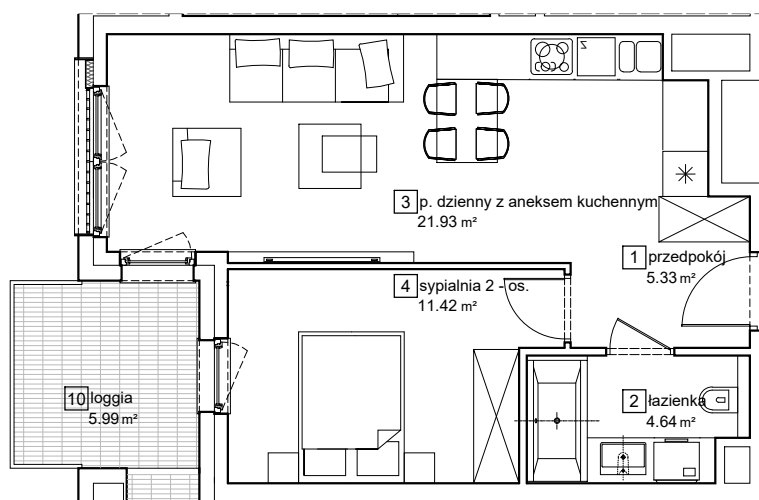 3 p. dzienny z aneksem kuchennym
21.93 m²
1 przedpokój
5.33 m²
4 sypialnia 2 - os.
11.42 m²
10 loggia
5.99 m²
2 łazienka
4.64 m²